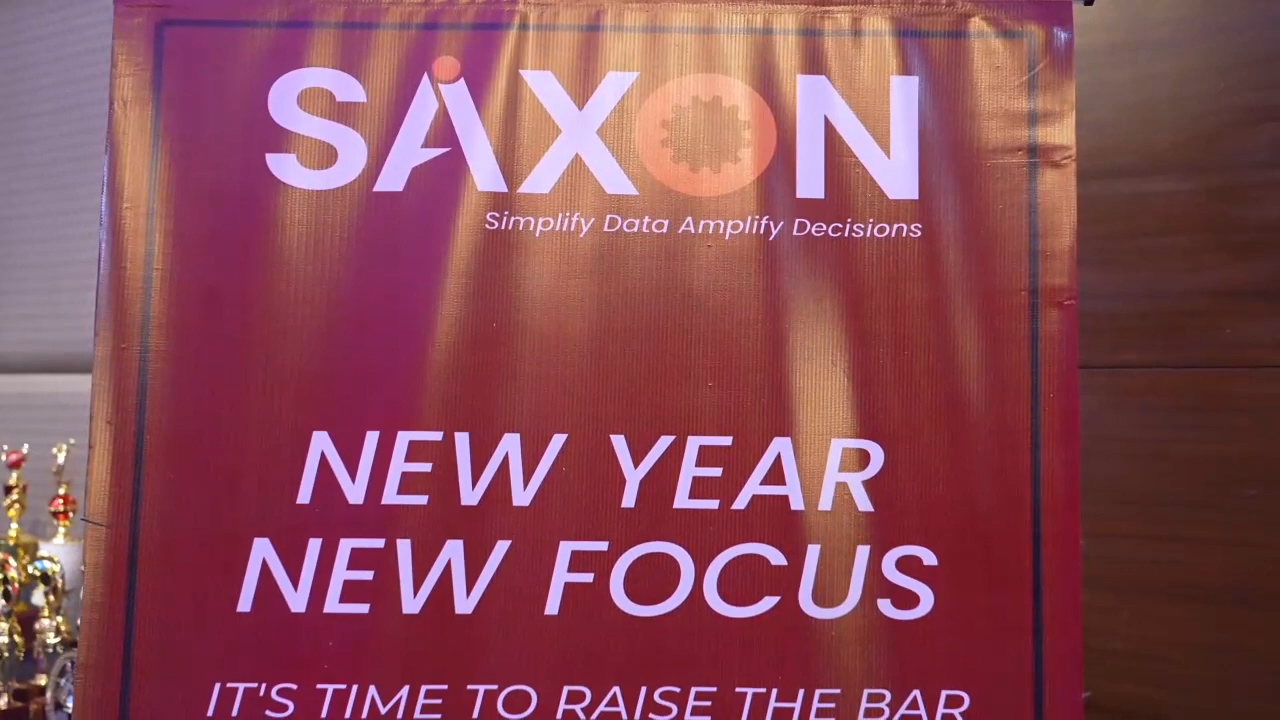 SAXON
Simplify Data Amplify Decisions
NEW YEAR
NEW FOCUS
IT'S TIME TO RAISE THE BAR